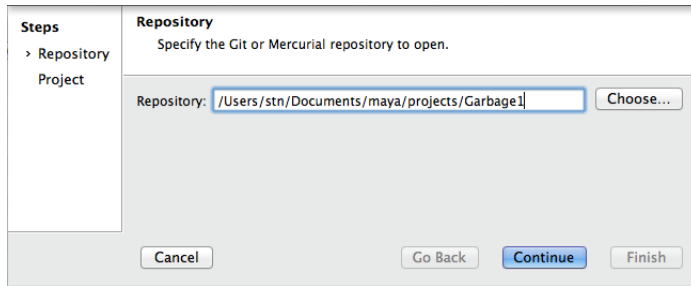 Steps
› Repository
Project
Repository
Specify the Git or Mercurial repository to open.
Repository: /Users/stn/Documents/maya/projects/Garbage1 Choose...
Cancel Go Back Continue Finish